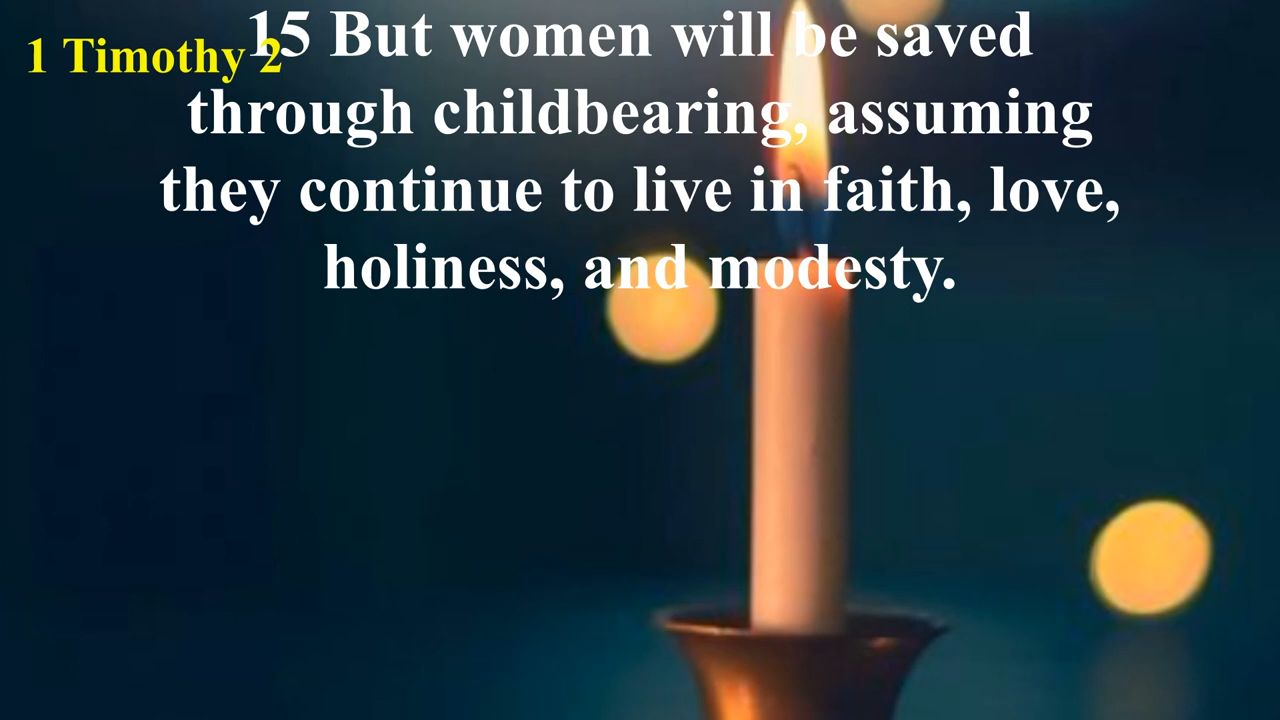 1 Timothy 2
15 But women will be saved
through childbearing, assuming
they continue to live in faith, love,
holiness, and modesty.